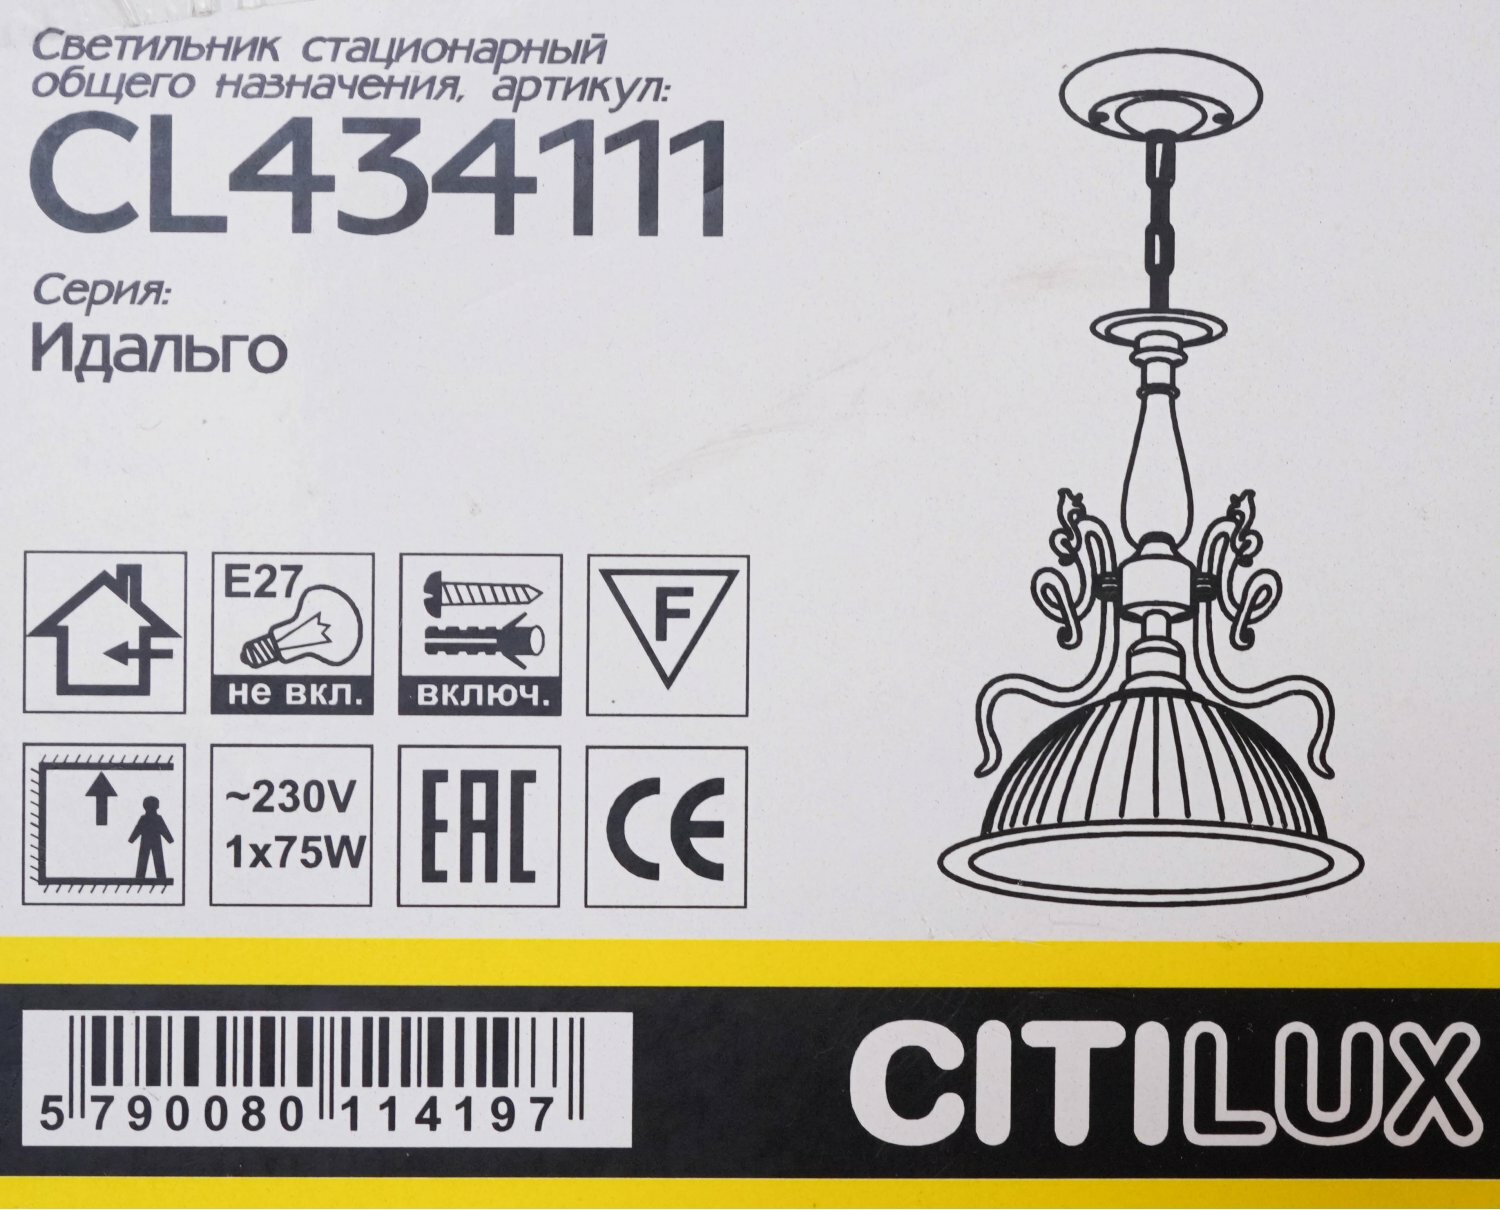 Светильник стационарный
общего назначения, артикул:
CL434111
Серия:
Идальго
E27
не вкл.
включ.
F
~230V
1x75W
EAC
CE
5 790080 114197
CITILUX